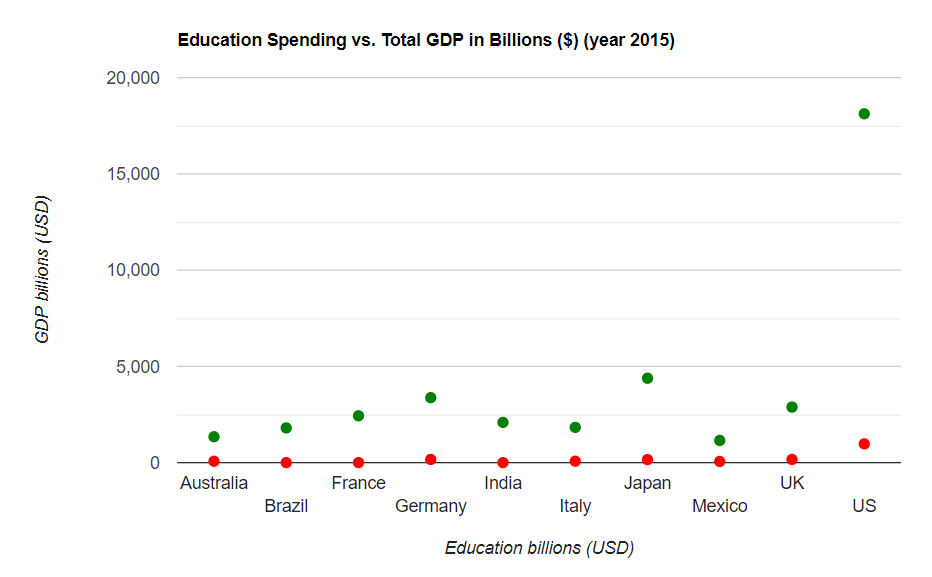 Education Spending vs. Total GDP in Billions ($) (year 2015)
20,000
15,000
10,000
5,000
0
GDP billions (USD)
Australia
Brazil
France
Germany
India
Italy
Japan
Mexico
UK
US
Education billions (USD)